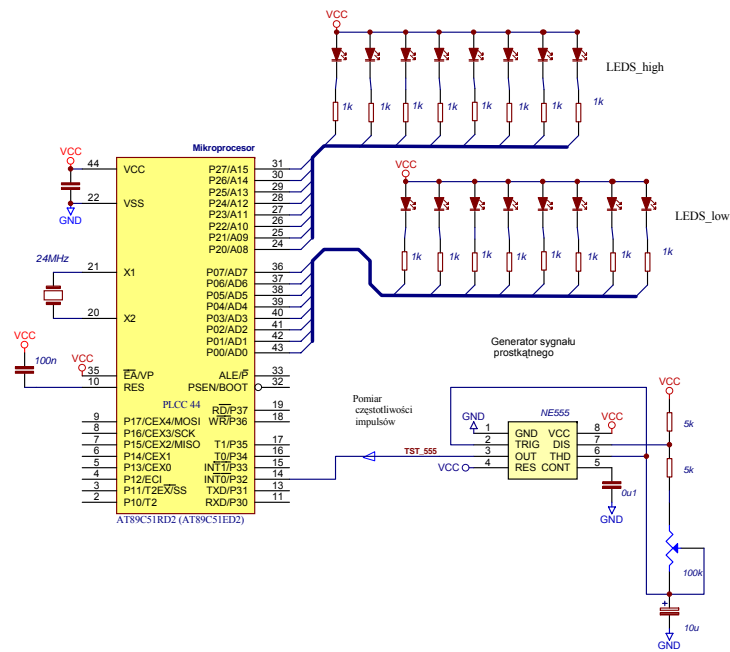 VCC
LEDS_high
1k 1k 1k 1k 1k 1k 1k 1k
Mikroprocesor
VCC
44 VCC
22 VSS
GND
P27/A15 31
P26/A14 30
P25/A13 29
P24/A12 28
P23/A11 27
P22/A10 26
P21/A09 25
P20/A08 24
VCC
LEDS_low
1k 1k 1k 1k 1k 1k 1k 1k
24MHz
21 X1
20 X2
P07/AD7 36
P06/AD6 37
P05/AD5 38
P04/AD4 39
P03/AD3 40
P02/AD2 41
P01/AD1 42
P00/AD0 43
VCC
100n
VCC
35 EA/VP
10 RES
ALE/P 33
PSEN/BOOT 32
PLCC 44
RD/P37 19
WR/P36 18
9 P17/CEX4/MOSI
8 P16/CEX3/SCK
7 P15/CEX2/MISO
6 P14/CEX1
5 P13/CEX0
4 P12/ECI
3 P11/T2EX/SS
2 P10/T2
T1/P35 17
T0/P34 16
INT1/P33 15
INT0/P32 14
TXD/P31 13
RXD/P30 11
AT89C51RD2 (AT89C51ED2)
Generator sygnału
prostkątnego
Pomiar
częstotliwości
impulsów
TST_555
GND
NE555
VCC
1 GND VCC 8
2 TRIG DIS 7
3 OUT THD 6
4 RES CONT 5
VCC
0u1
GND
VCC
5k
5k
100k
+
10u
GND